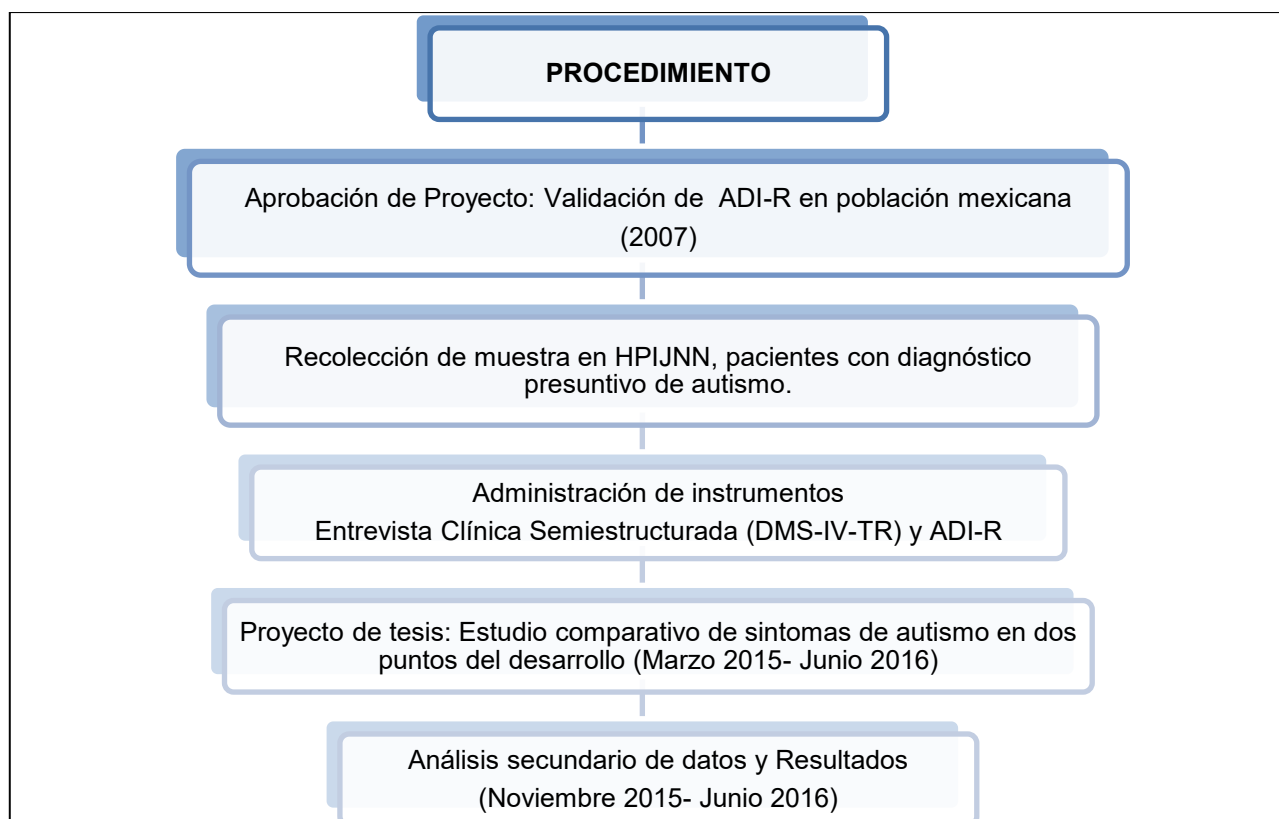 PROCEDIMIENTO
Aprobación de Proyecto: Validación de ADI-R en población mexicana
(2007)
Recolección de muestra en HPIJNN, pacientes con diagnóstico
presuntivo de autismo.
Administración de instrumentos
Entrevista Clínica Semiestructurada (DMS-IV-TR) y ADI-R
Proyecto de tesis: Estudio comparativo de sintomas de autismo en dos
puntos del desarrollo (Marzo 2015- Junio 2016)
Análisis secundario de datos y Resultados
(Noviembre 2015- Junio 2016)